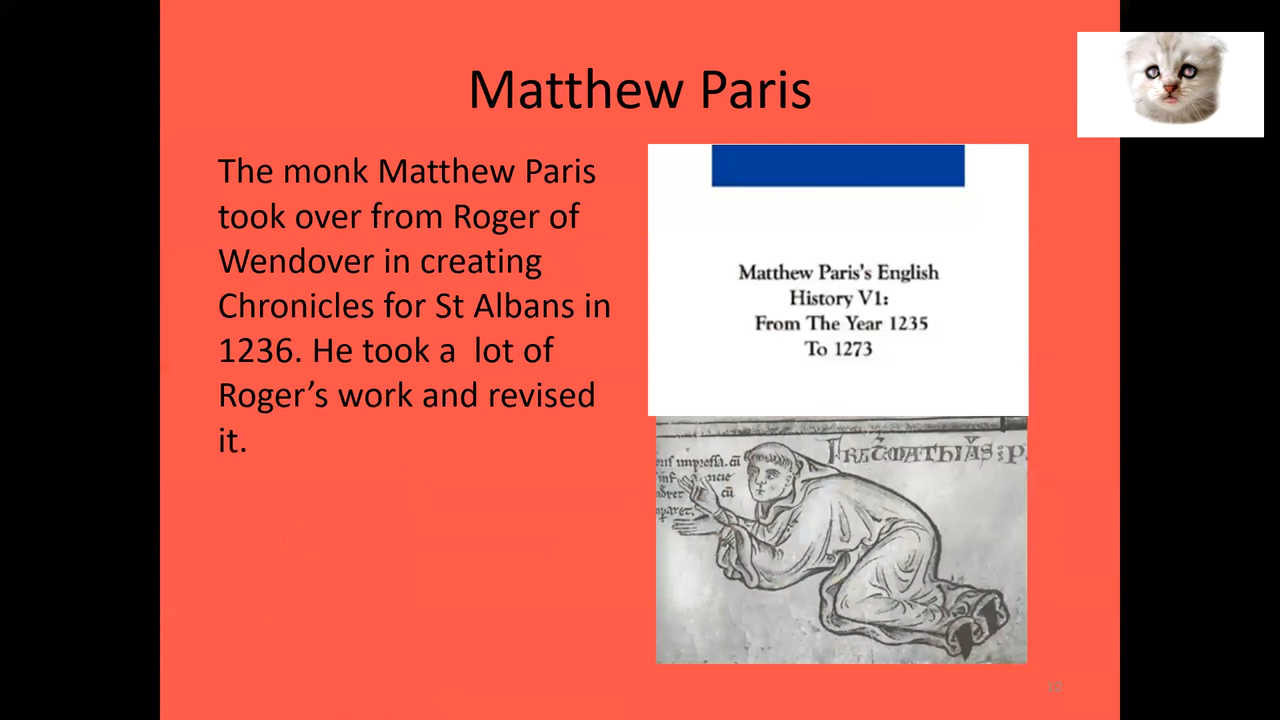 Matthew Paris
The monk Matthew Paris
took over from Roger of
Wendover in creating
Chronicles for St Albans in
1236. He took a  lot of
Roger’s work and revised
it.
Matthew Paris's English
History V1:
From The Year 1235
To 1273